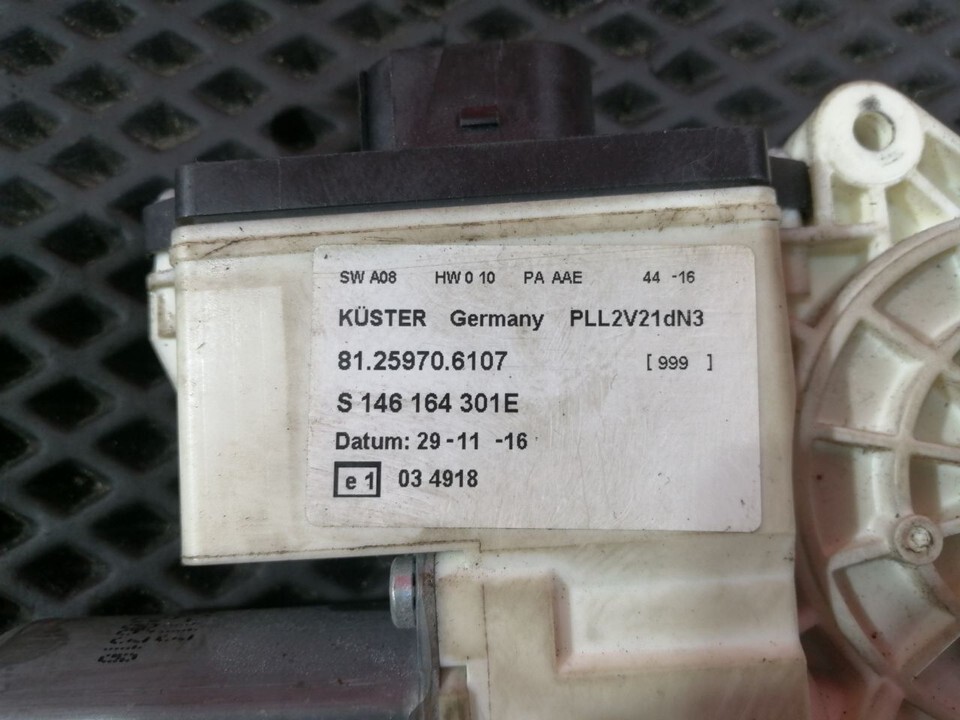 SW A08 HW 0 10 PA AAE 44 -16
KÜSTER Germany PLL2V21dN3
81.25970.6107 [ 999 ]
S 146 164 301E
Datum: 29 -11 -16
e 1 03 4918